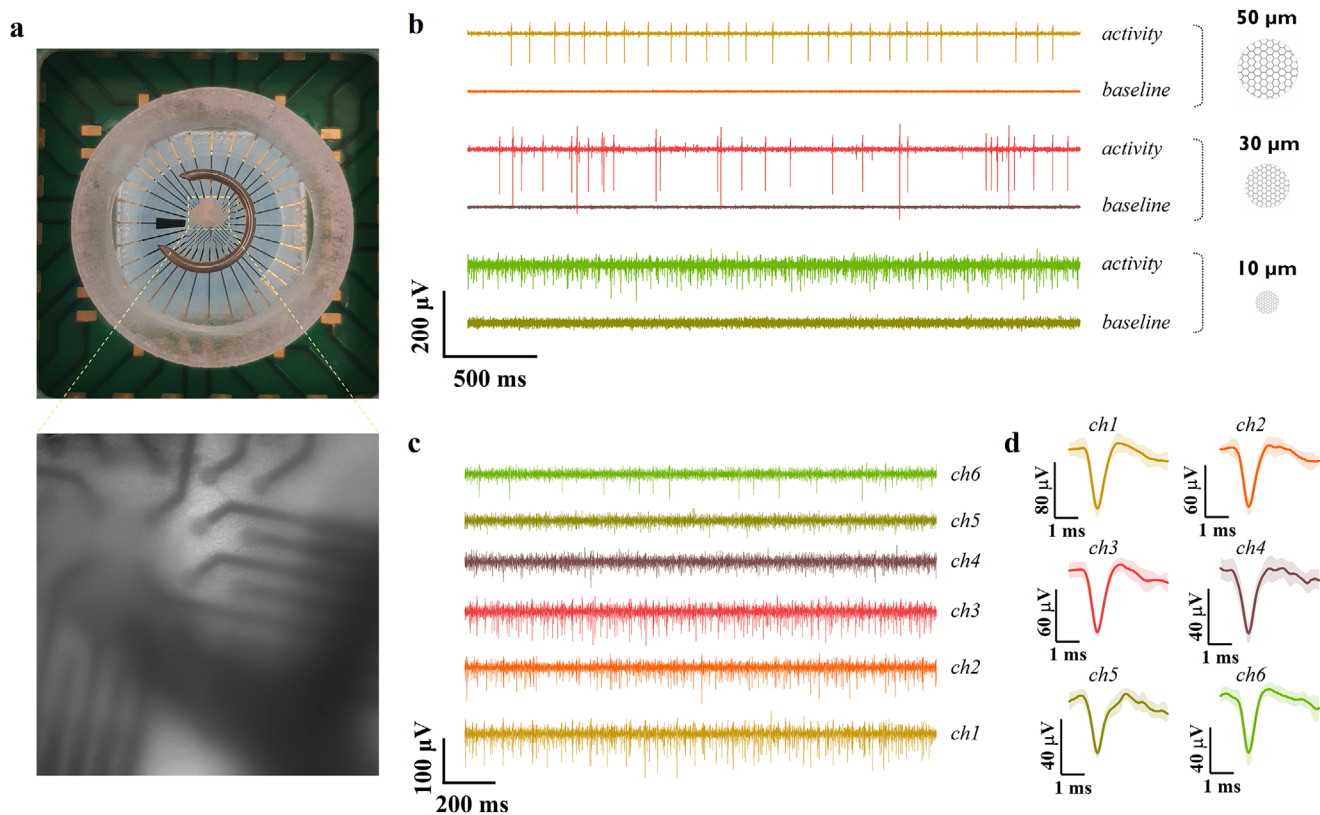 a
b
activity
baseline
50 µm
activity
baseline
30 µm
activity
baseline
10 µm
200 µV
500 ms
c
ch6
ch5
ch4
ch3
ch2
ch1
100 µV
200 ms
d
ch1
80 µV
1 ms
ch2
60 µV
1 ms
ch3
60 µV
1 ms
ch4
40 µV
1 ms
ch5
40 µV
1 ms
ch6
40 µV
1 ms